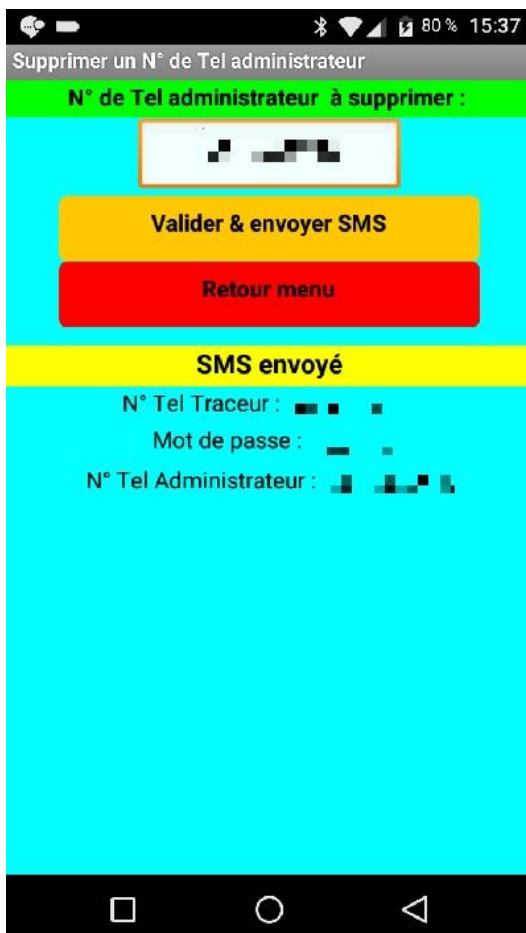 80 % 15:37
Supprimer un N° de Tel administrateur
N° de Tel administrateur à supprimer :
Valider & envoyer SMS
Retour menu
SMS envoyé
N° Tel Traceur :
Mot de passe :
N° Tel Administrateur :